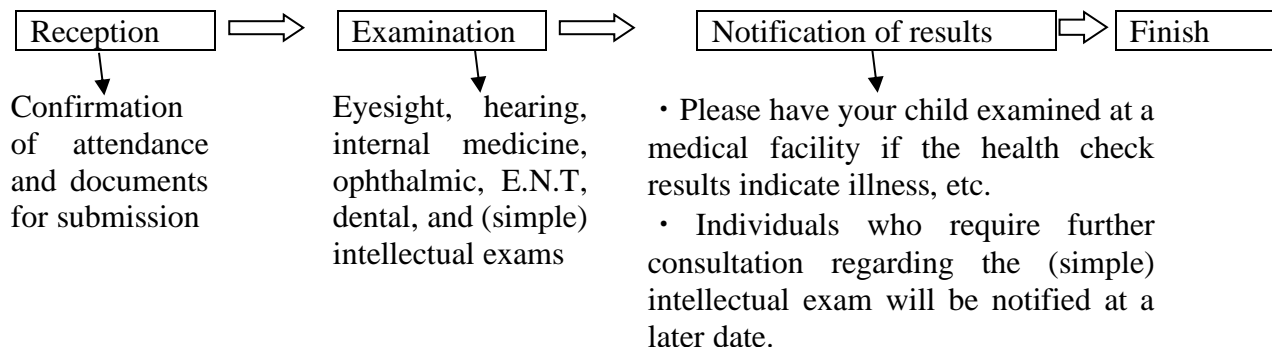 Reception
Examination
Notification of results
Finish
Confirmation
of attendance
and documents
for submission
Eyesight, hearing,
internal medicine,
ophthalmic, E.N.T,
dental, and (simple)
intellectual exams
・Please have your child examined at a
medical facility if the health check
results indicate illness, etc.
・Individuals who require further
consultation regarding the (simple)
intellectual exam will be notified at a
later date.